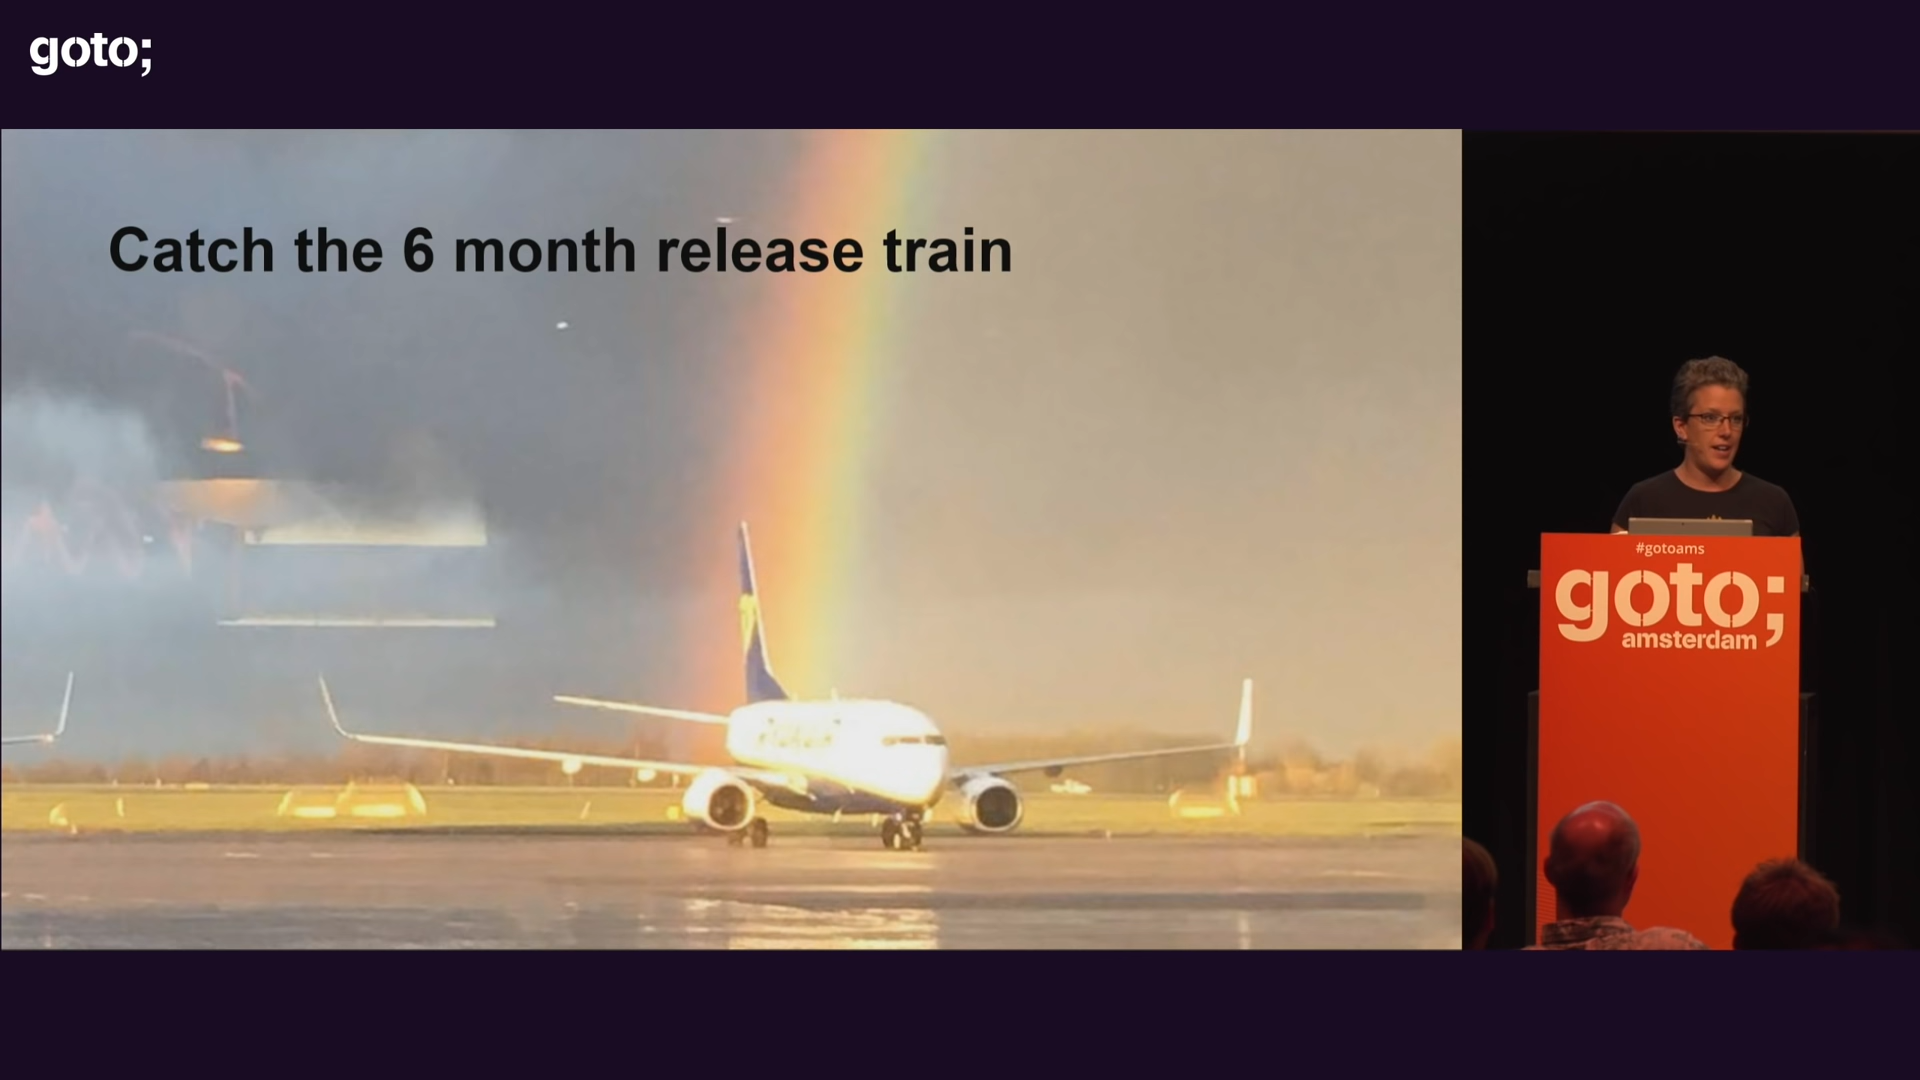 goto;
Catch the 6 month release train
#gotoams
goto;
amsterdam